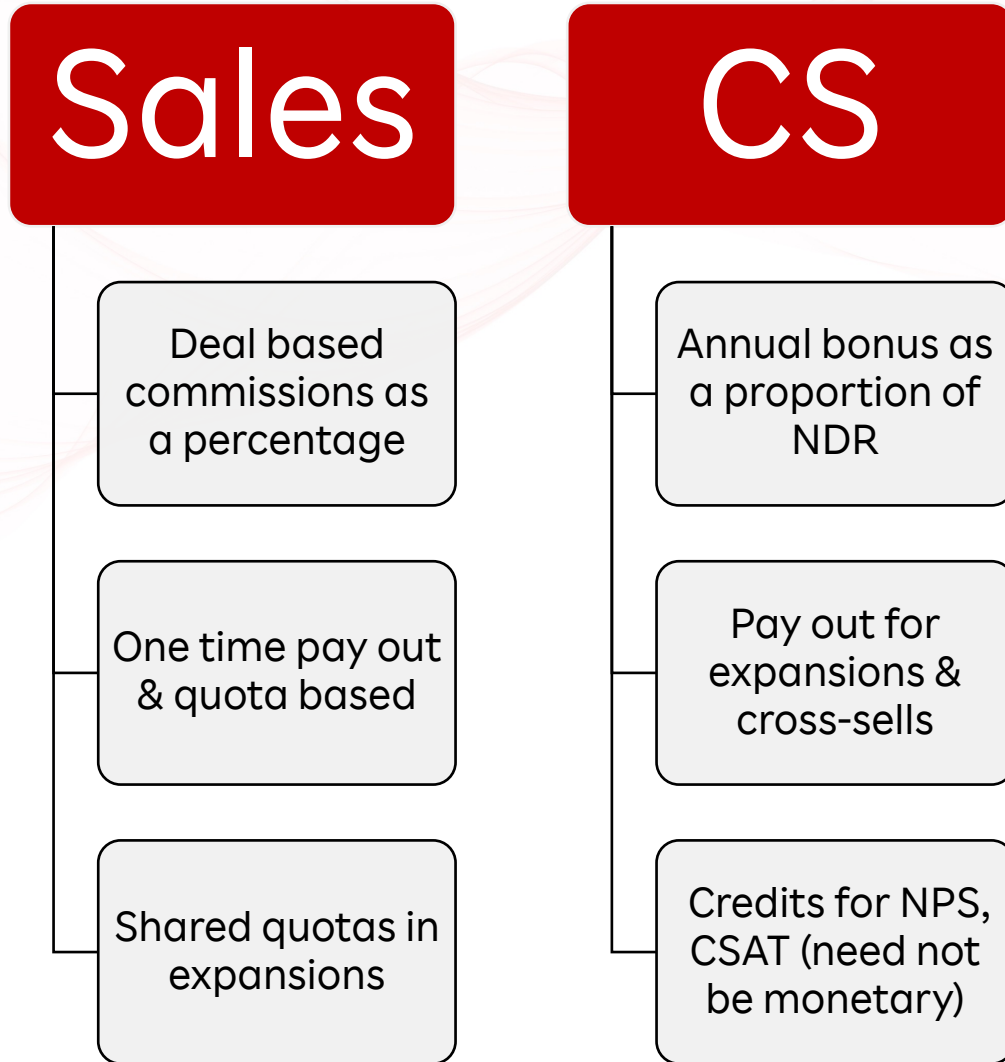 Sales
Deal based
commissions as
a percentage
One time pay out
& quota based
Shared quotas in
expansions
CS
Annual bonus as
a proportion of
NDR
Pay out for
expansions &
cross-sells
Credits for NPS,
CSAT (need not
be monetary)